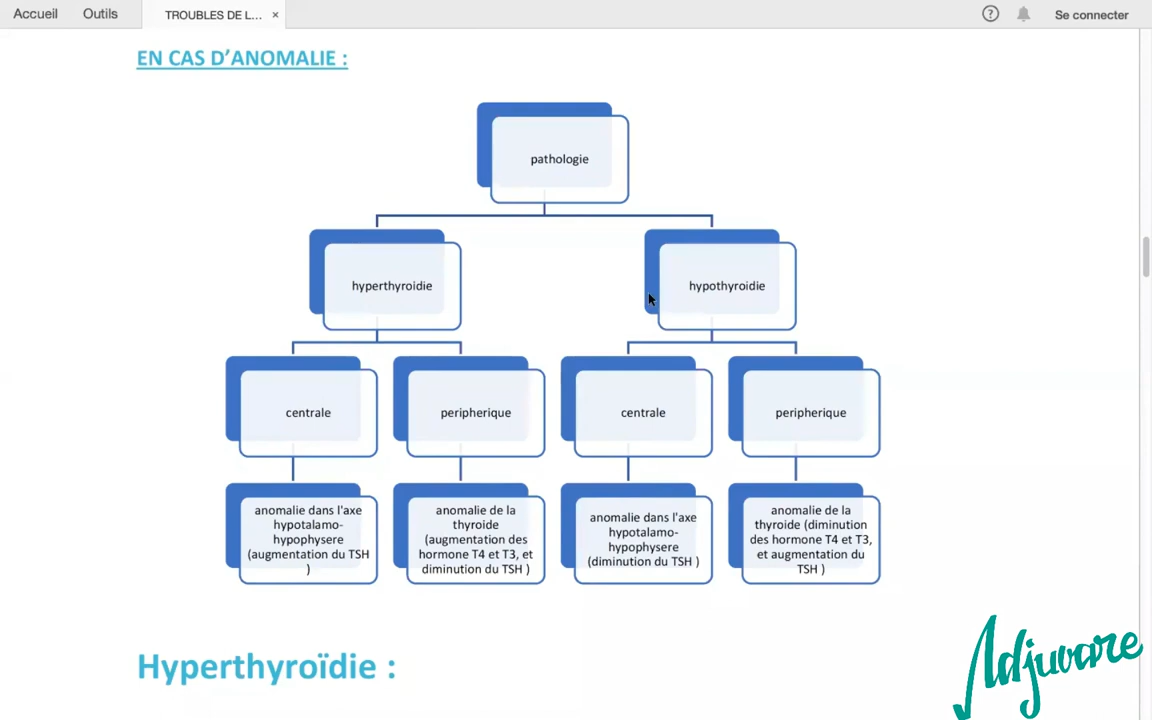 Accueil
Outils
TROUBLES DE L...
×
?
Se connecter
EN CAS D'ANOMALIE :
pathologie
hyperthyroidie
hypothyroidie
centrale
peripherique
centrale
peripherique
anomalie dans l'axe
hypotalamo-
hypophysere
(augmentation du TSH
)
anomalie de la
thyroide
(augmentation des
hormone T4 et T3, et
diminution du TSH )
anomalie dans l'axe
hypotalamo-
hypophysere
(diminution du TSH )
anomalie de la
thyroide (diminution
des hormone T4 et T3,
et augmentation du
TSH )
Hyperthyroïdie :
Adjuvare